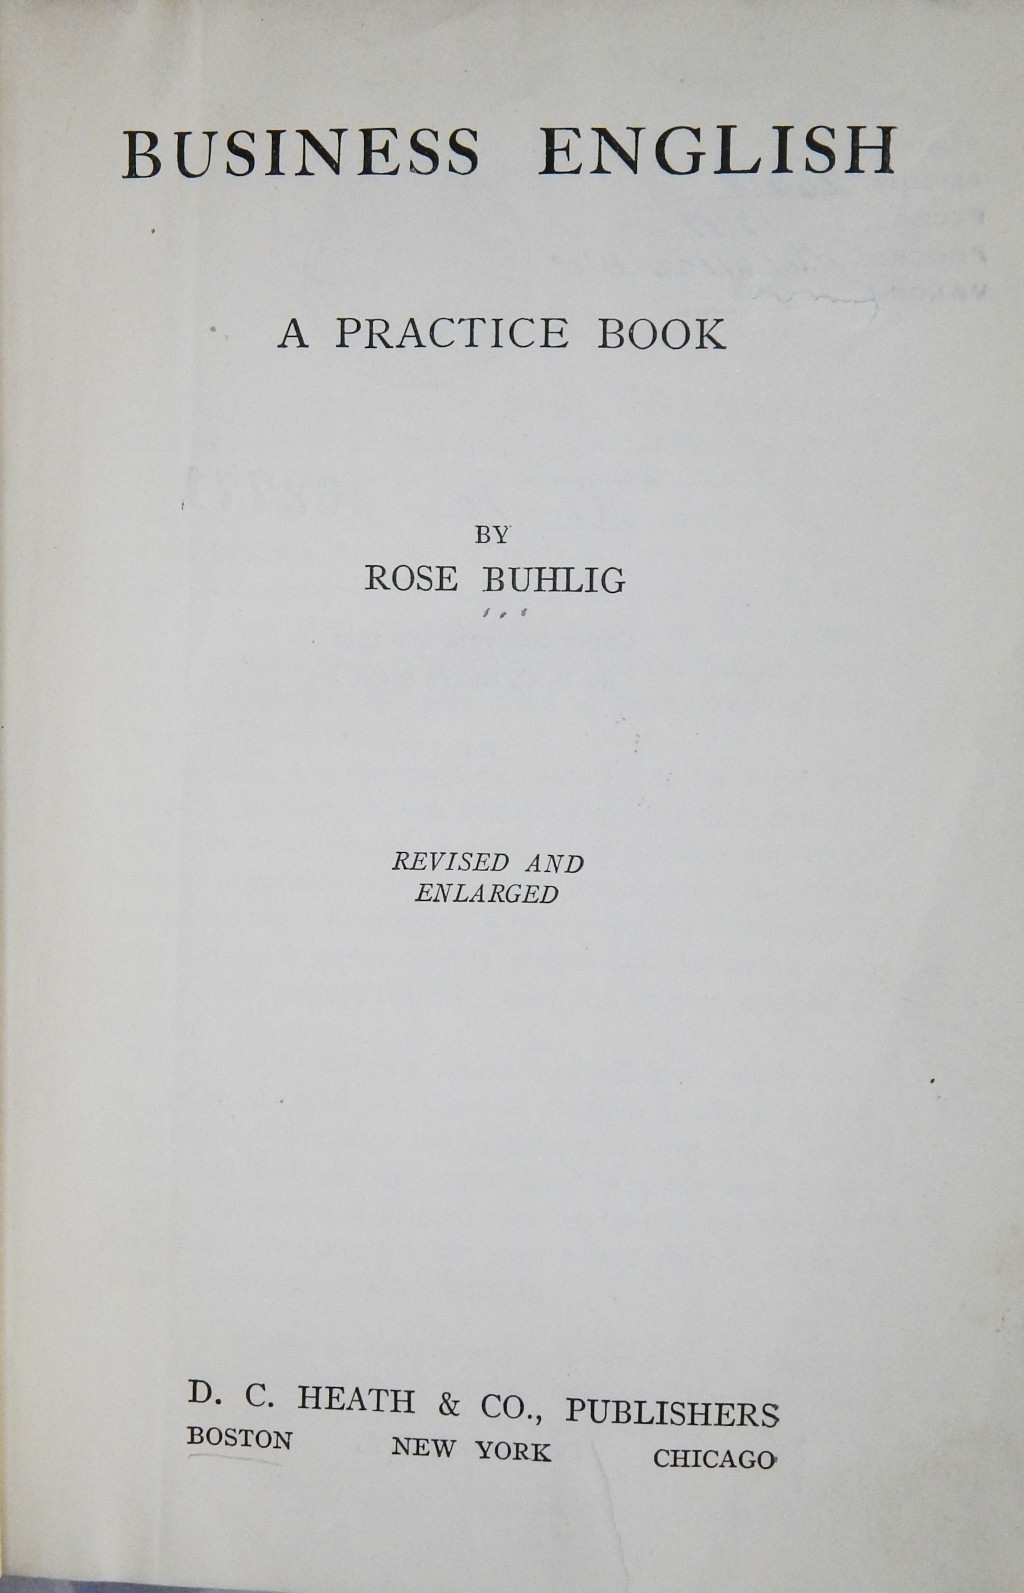 BUSINESS ENGLISH
A PRACTICE BOOK
BY
ROSE BUHLIG
REVISED AND
ENLARGED
D. C. HEATH & CO., PUBLISHERS
BOSTON NEW YORK CHICAGO